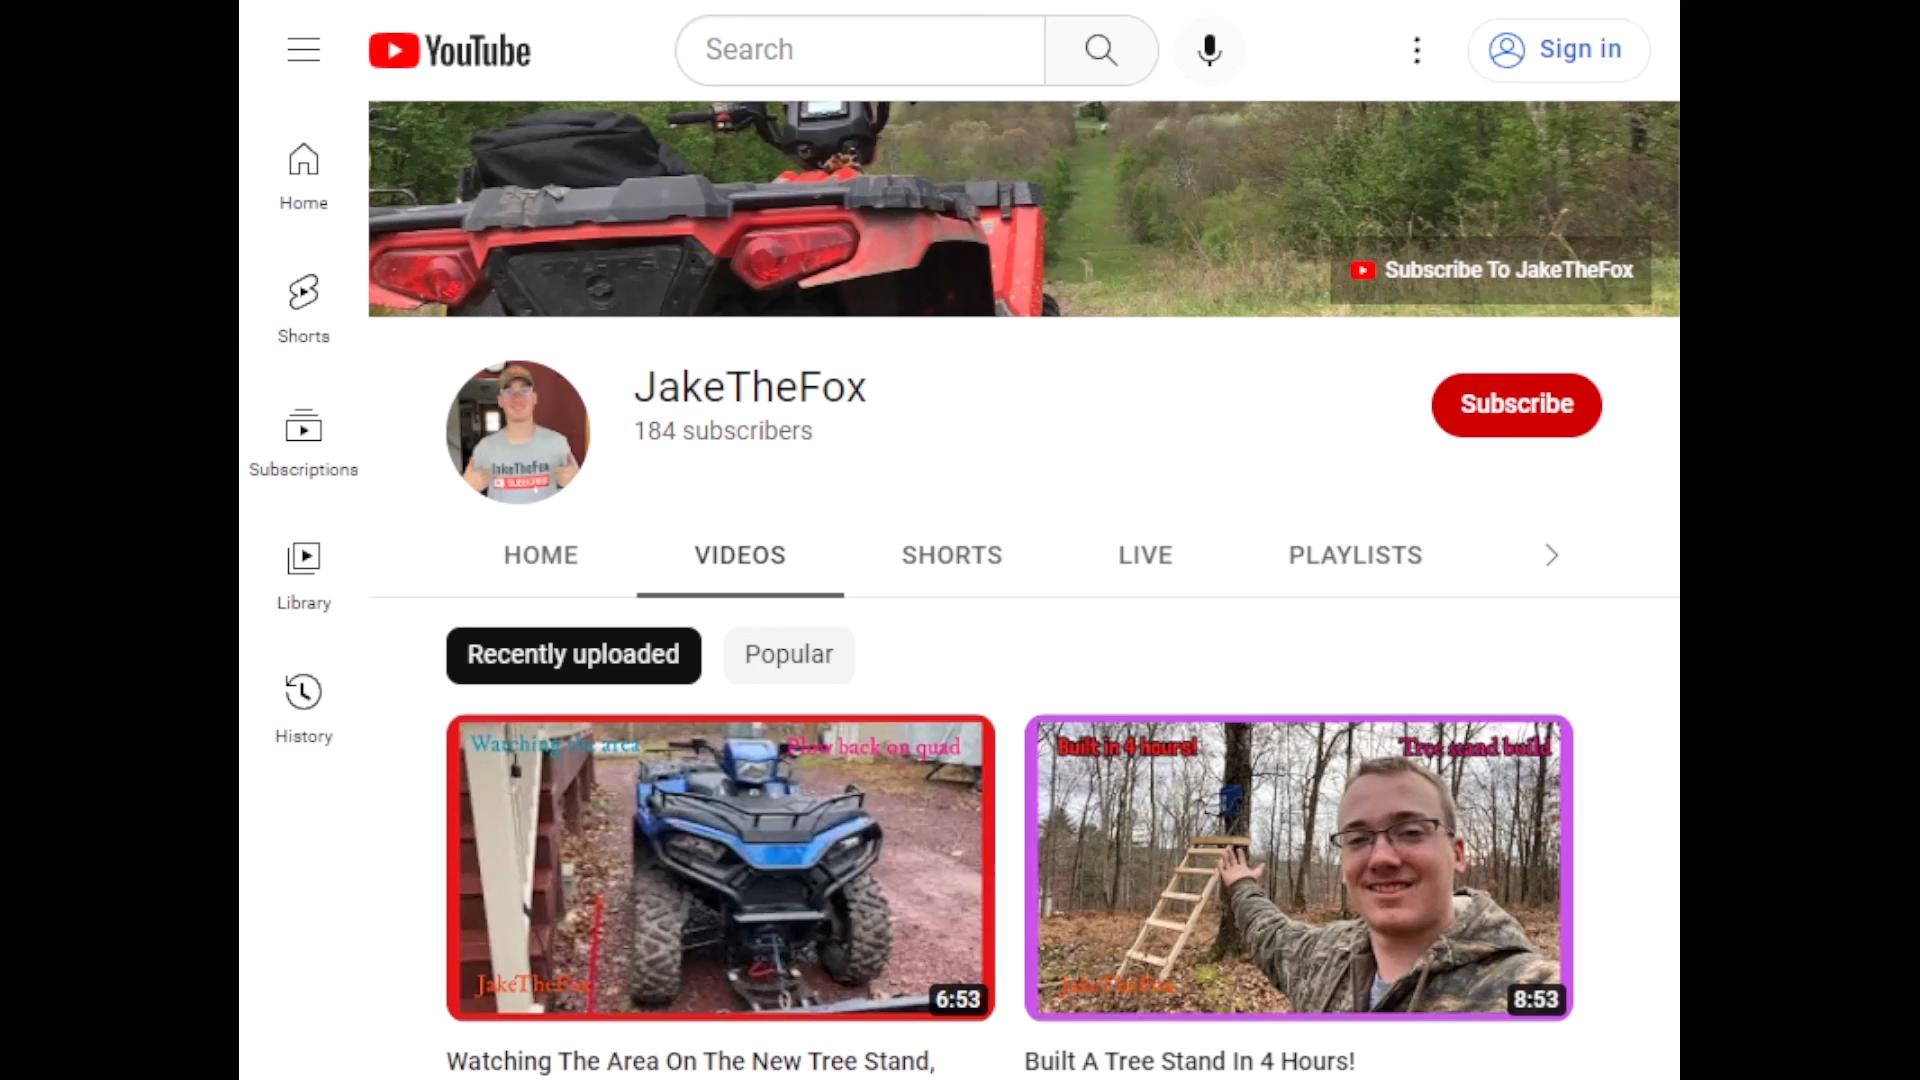 YouTube
Search
Sign in
Home
Shorts
Subscriptions
Library
History
Subscribe To JakeTheFox
JakeTheFox
184 subscribers
Subscribe
JakeTheFox
SUBSCRIBE
HOME
VIDEOS
SHORTS
LIVE
PLAYLISTS
Recently uploaded
Popular
Watching the area
Plow back on quad
JakeTheFox
6:53
Built in 4 hours!
Tree stand build
JakeTheFox
8:53
Watching The Area On The New Tree Stand,
Built A Tree Stand In 4 Hours!